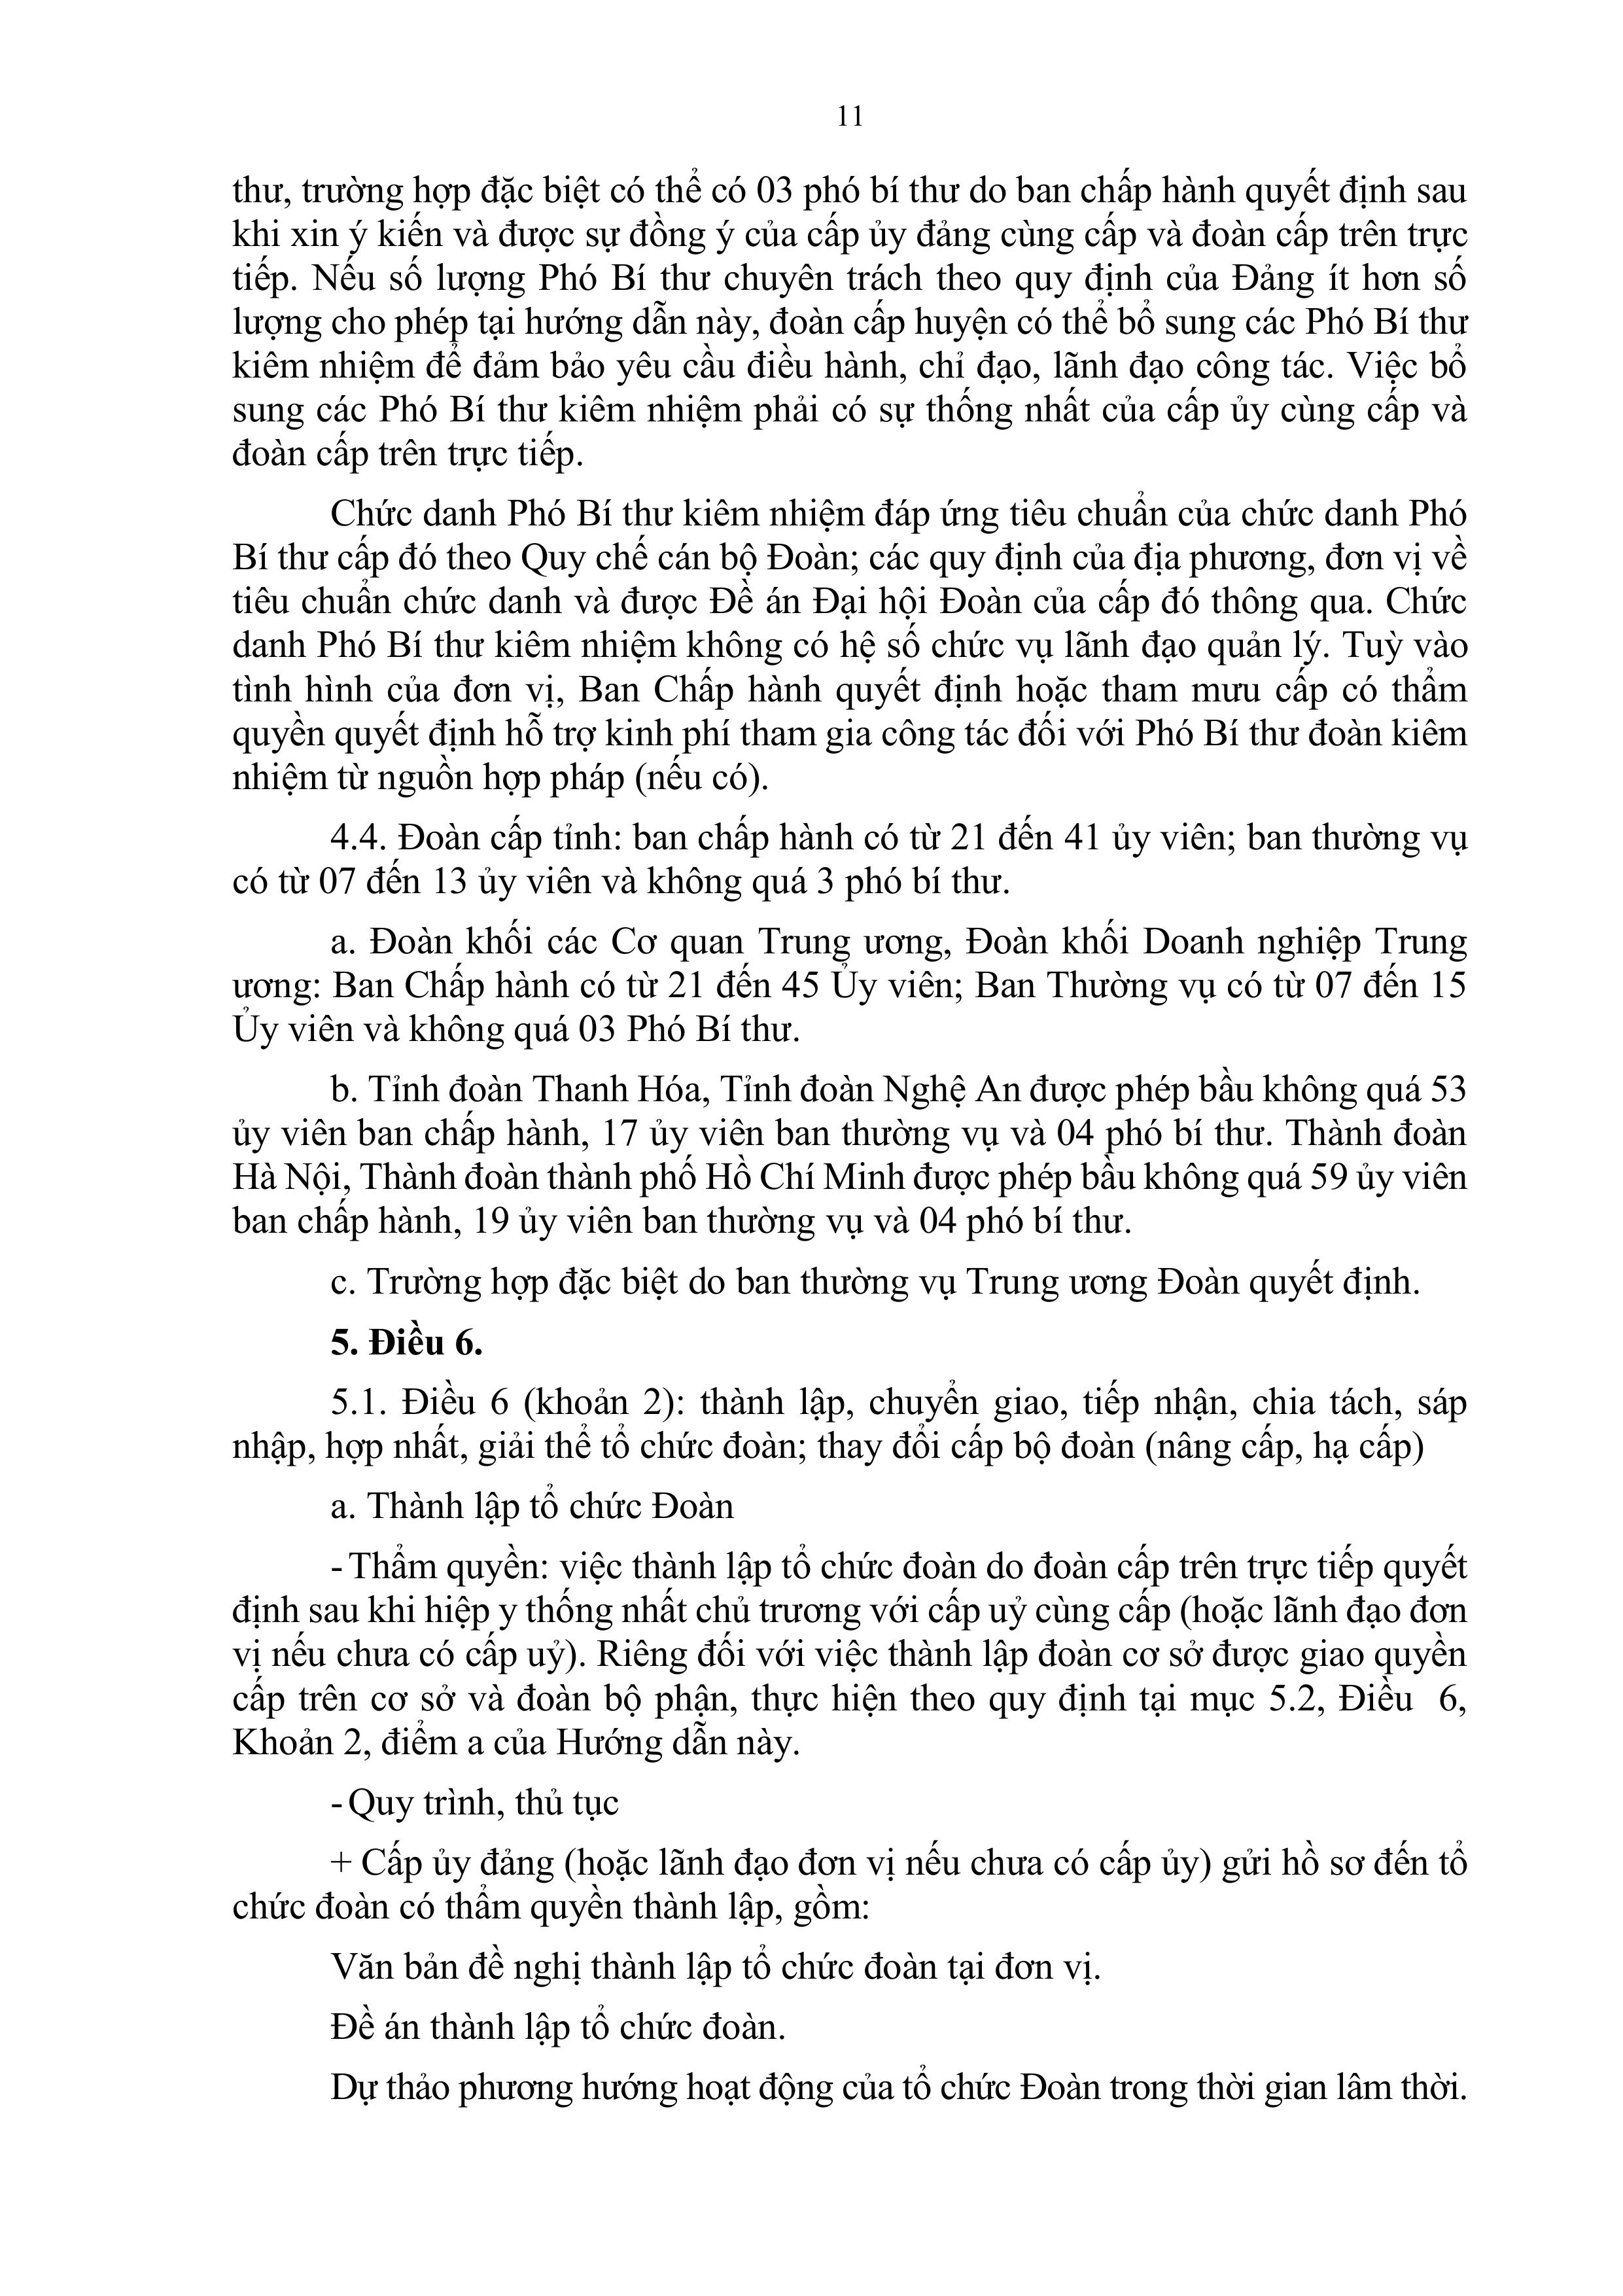 11
thư, trường hợp đặc biệt có thể có 03 phó bí thư do ban chấp hành quyết định sau
khi xin ý kiến và được sự đồng ý của cấp ủy đảng cùng cấp và đoàn cấp trên trực
tiếp. Nếu số lượng Phó Bí thư chuyên trách theo quy định của Đảng ít hơn số
lượng cho phép tại hướng dẫn này, đoàn cấp huyện có thể bổ sung các Phó Bí thư
kiêm nhiệm để đảm bảo yêu cầu điều hành, chỉ đạo, lãnh đạo công tác. Việc bổ
sung các Phó Bí thư kiêm nhiệm phải có sự thống nhất của cấp ủy cùng cấp và
đoàn cấp trên trực tiếp.
Chức danh Phó Bí thư kiêm nhiệm đáp ứng tiêu chuẩn của chức danh Phó
Bí thư cấp đó theo Quy chế cán bộ Đoàn; các quy định của địa phương, đơn vị về
tiêu chuẩn chức danh và được Đề án Đại hội Đoàn của cấp đó thông qua. Chức
danh Phó Bí thư kiêm nhiệm không có hệ số chức vụ lãnh đạo quản lý. Tuỳ vào
tình hình của đơn vị, Ban Chấp hành quyết định hoặc tham mưu cấp có thẩm
quyền quyết định hỗ trợ kinh phí tham gia công tác đối với Phó Bí thư đoàn kiêm
nhiệm từ nguồn hợp pháp (nếu có).
4.4. Đoàn cấp tỉnh: ban chấp hành có từ 21 đến 41 ủy viên; ban thường vụ
có từ 07 đến 13 ủy viên và không quá 3 phó bí thư.
a. Đoàn khối các Cơ quan Trung ương, Đoàn khối Doanh nghiệp Trung
ương: Ban Chấp hành có từ 21 đến 45 Ủy viên; Ban Thường vụ có từ 07 đến 15
Ủy viên và không quá 03 Phó Bí thư.
b. Tỉnh đoàn Thanh Hóa, Tỉnh đoàn Nghệ An được phép bầu không quá 53
ủy viên ban chấp hành, 17 ủy viên ban thường vụ và 04 phó bí thư. Thành đoàn
Hà Nội, Thành đoàn thành phố Hồ Chí Minh được phép bầu không quá 59 ủy viên
ban chấp hành, 19 ủy viên ban thường vụ và 04 phó bí thư.
c. Trường hợp đặc biệt do ban thường vụ Trung ương Đoàn quyết định.
5. Điều 6.
5.1. Điều 6 (khoản 2): thành lập, chuyển giao, tiếp nhận, chia tách, sáp
nhập, hợp nhất, giải thể tổ chức đoàn; thay đổi cấp bộ đoàn (nâng cấp, hạ cấp)
a. Thành lập tổ chức Đoàn
- Thẩm quyền: việc thành lập tổ chức đoàn do đoàn cấp trên trực tiếp quyết
định sau khi hiệp y thống nhất chủ trương với cấp uỷ cùng cấp (hoặc lãnh đạo đơn
vị nếu chưa có cấp uỷ). Riêng đối với việc thành lập đoàn cơ sở được giao quyền
cấp trên cơ sở và đoàn bộ phận, thực hiện theo quy định tại mục 5.2, Điều 6,
Khoản 2, điểm a của Hướng dẫn này.
- Quy trình, thủ tục
+ Cấp ủy đảng (hoặc lãnh đạo đơn vị nếu chưa có cấp ủy) gửi hồ sơ đến tổ
chức đoàn có thẩm quyền thành lập, gồm:
Văn bản đề nghị thành lập tổ chức đoàn tại đơn vị.
Đề án thành lập tổ chức đoàn.
Dự thảo phương hướng hoạt động của tổ chức Đoàn trong thời gian lâm thời.